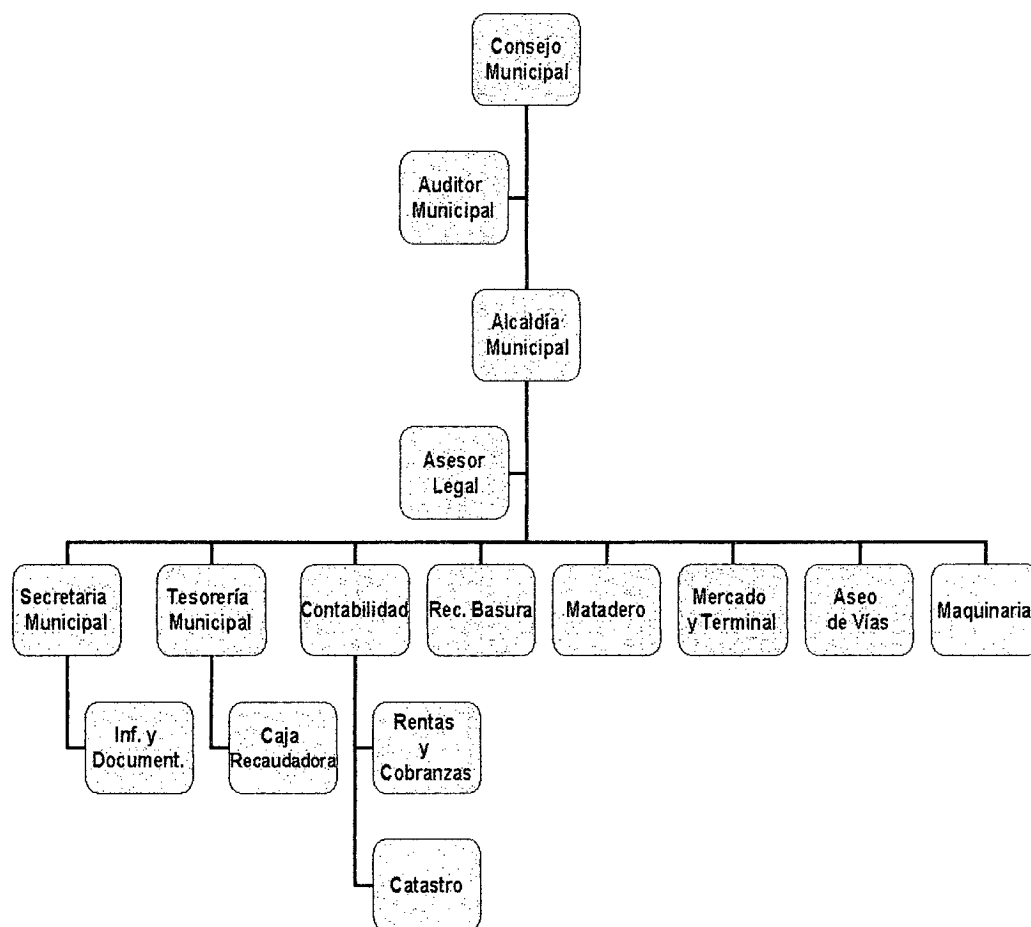 Consejo
Municipal
Auditor
Municipal
Alcaldía
Municipal
Asesor
Legal
Secretaria
Municipal
Tesorería
Municipal
Contabilidad
Rec. Basura
Matadero
Mercado
y Terminal
Aseo
de Vías
Maquinaria
Inf. y
Document.
Caja
Recaudadora
Rentas
y
Cobranzas
Catastro